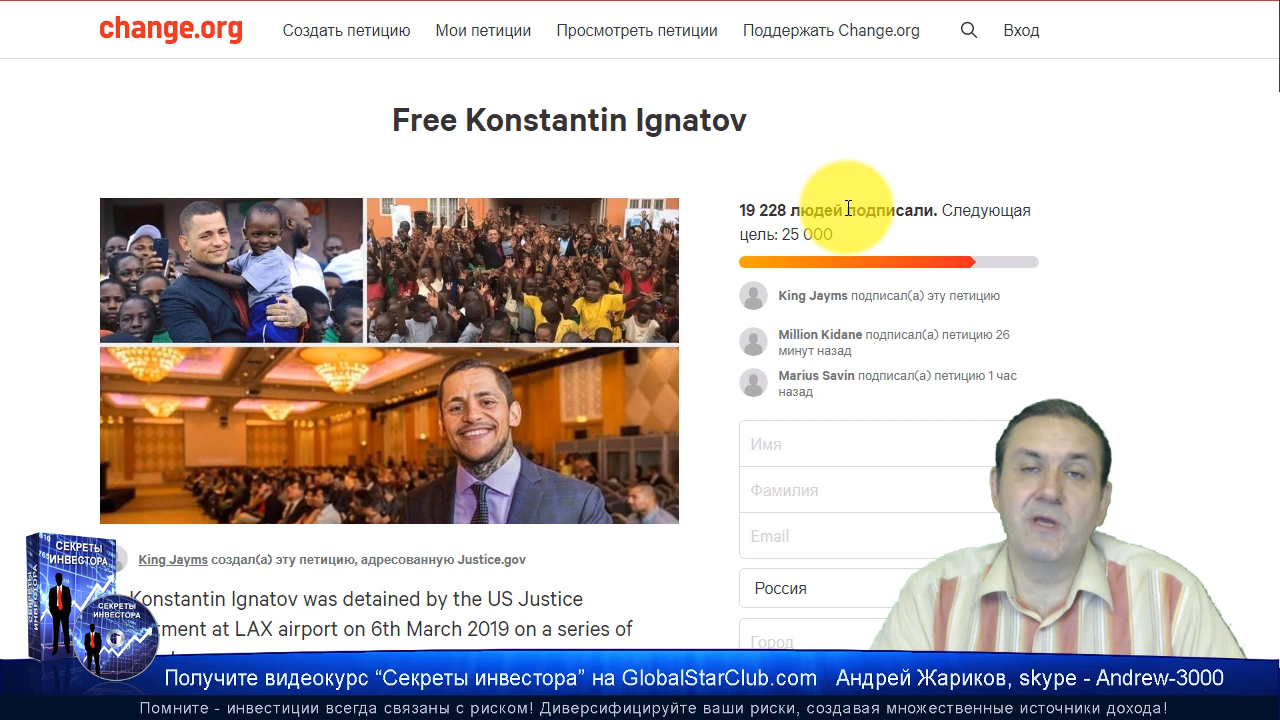 change.org
Создать петицию Мои петиции Просмотреть петиции Поддержать Change.org Вход
Free Konstantin Ignatov
19 228 людей подписали. Следующая
цель: 25 000
King Jayms подписал(а) эту петицию
Million Kidane подписал(а) петицию 26
минут назад
Marius Savin подписал(а) петицию 1 час
назад
Имя
Фамилия
Email
Россия
Город
King Jayms создал(а) эту петицию, адресованную Justice.gov
Konstantin Ignatov was detained by the US Justice
tment at LAX airport on 6th March 2019 on a series of
СЕКРЕТЫ
ИНВЕСТОРА
СЕКРЕТЫ
ИНВЕСТОРА
СЕКРЕТЫ
ИНВЕСТОРА
Получите видеокурс “Секреты инвестора” на GlobalStarClub.com Андрей Жариков, skype - Andrew-3000
Помните - инвестиции всегда связаны с риском! Диверсифицируйте ваши риски, создавая множественные источники дохода!